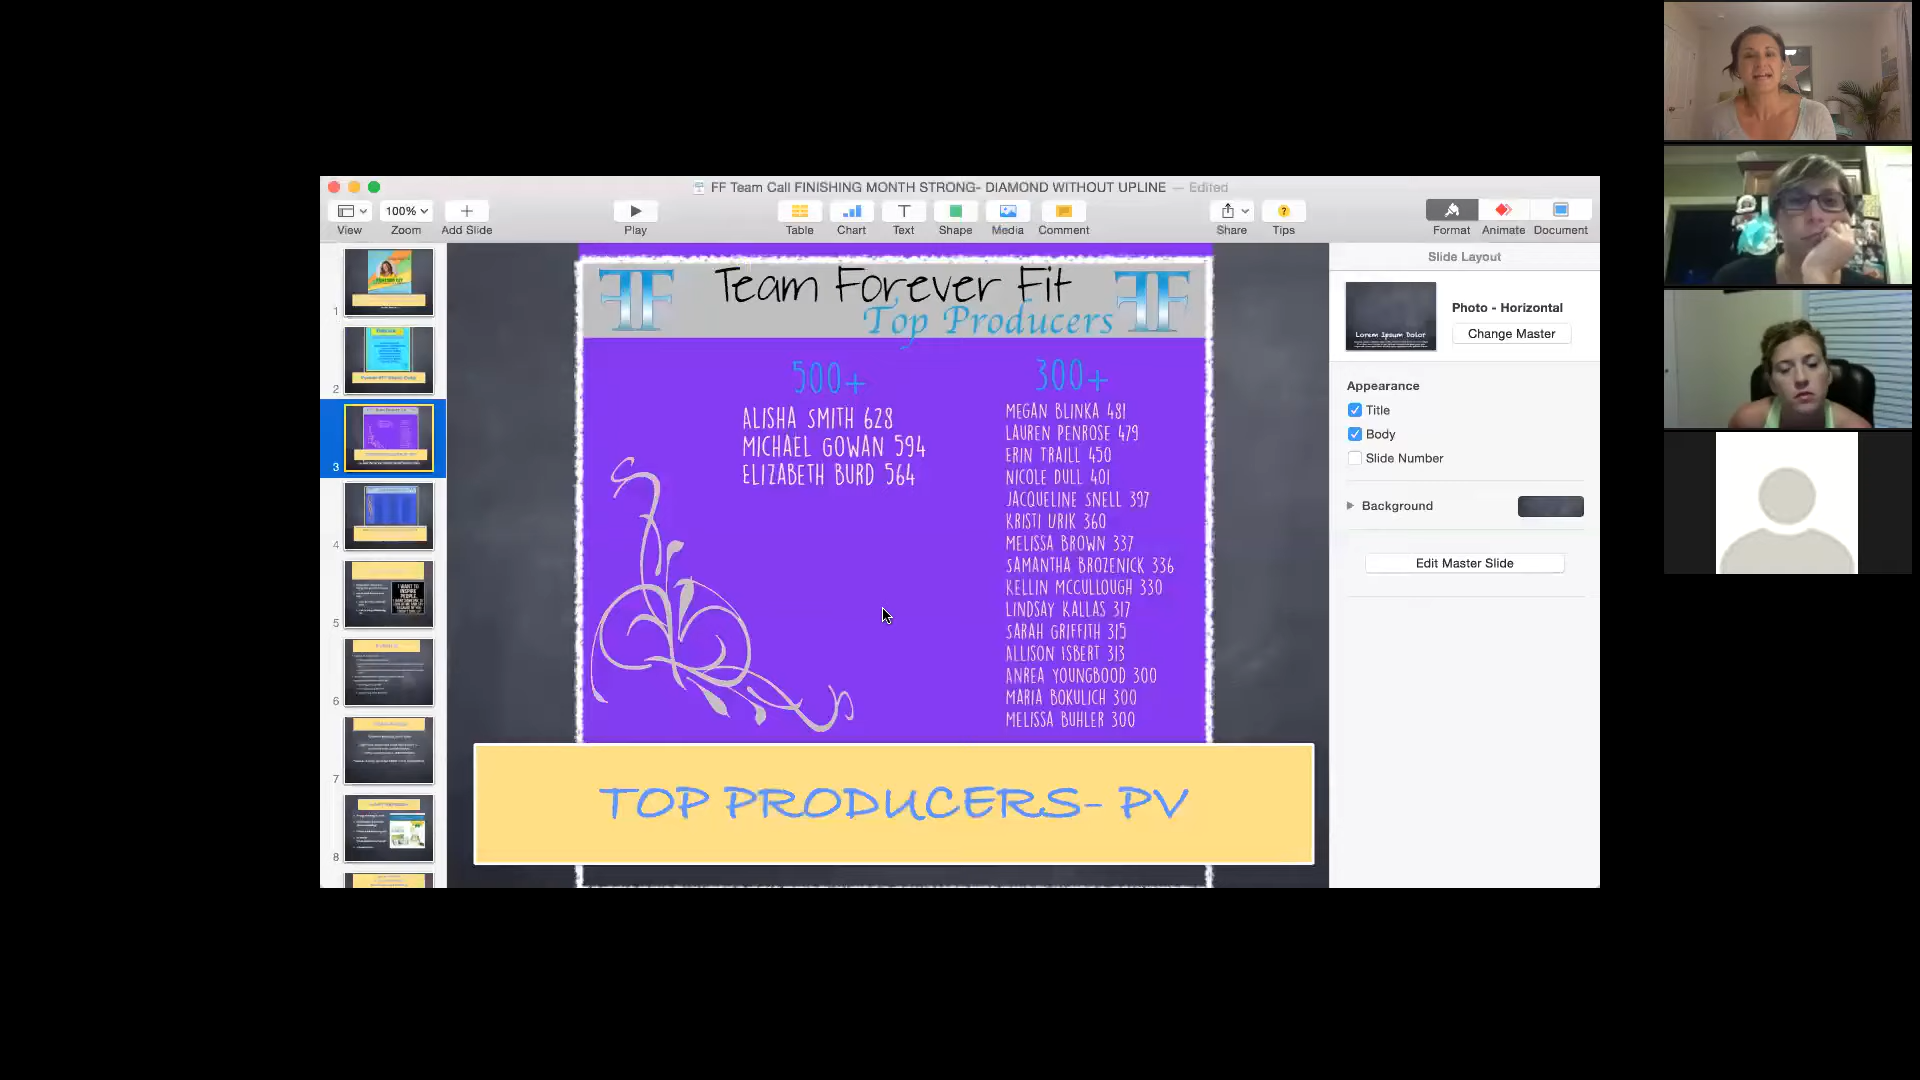 FF Team Call FINISHING MONTH STRONG- DIAMOND WITHOUT UPLINE — Edited
100%
View Zoom Add Slide Play Table Chart Text Shape Media Comment Share Tips Format Animate Document
Slide Layout
Photo - Horizontal
Change Master
Lorem Ipsum Dolor
Appearance
Title
Body
Slide Number
Background
Edit Master Slide
1
2
3
4
5
6
7
8
FF Team Forever Fit FF
Top Producers
500+
ALISHA SMITH 628
MICHAEL GOWAN 594
ELIZABETH BURD 564
300+
MEGAN BLINKA 481
LAUREN PENROSE 479
ERIN TRAILL 450
NICOLE DULL 401
JACQUELINE SNELL 397
KRISTI URIK 360
MELISSA BROWN 337
SAMANTHA BROZENICK 336
KELLIN MCCULLOUGH 330
LINDSAY KALLAS 317
SARAH GRIFFITH 315
ALLISON ISBERT 313
ANREA YOUNGBOOD 300
MARIA BOKULICH 300
MELISSA BUHLER 300
TOP PRODUCERS- PV